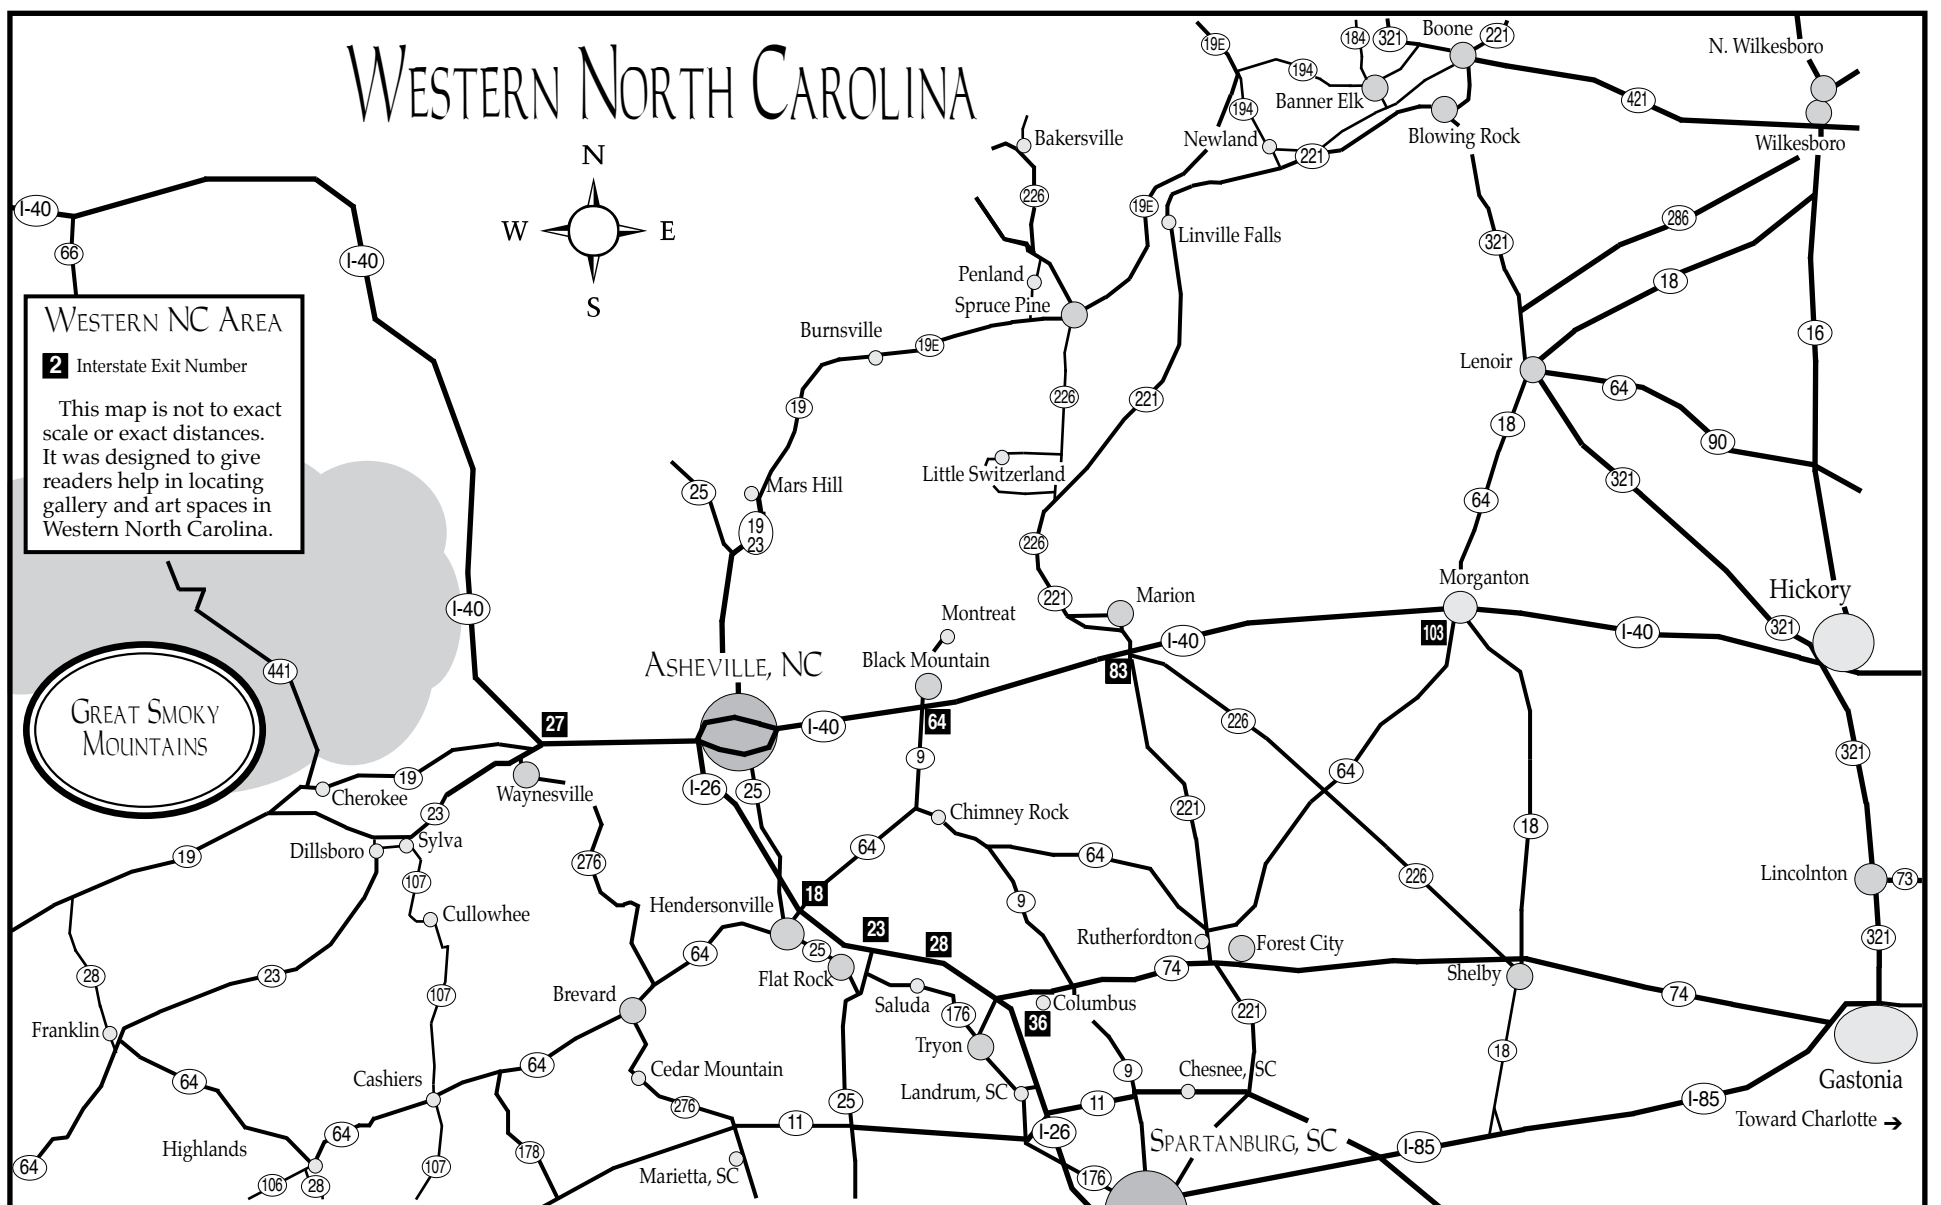 WESTERN NORTH CAROLINA
N
W
E
S
WESTERN NC AREA
2 Interstate Exit Number
This map is not to exact
scale or exact distances.
It was designed to give
readers help in locating
gallery and art spaces in
Western North Carolina.
GREAT SMOKY
MOUNTAINS
19E
184
321
Boone
221
N. Wilkesboro
194
Banner Elk
194
421
Newland
221
Blowing Rock
Wilkesboro
Bakersville
226
19E
I-40
66
I-40
Linville Falls
321
286
18
16
Penland
Spruce Pine
Burnsville
19E
Lenoir
64
19
226
221
18
90
Little Switzerland
321
25
Mars Hill
19
23
64
226
I-40
221
Marion
Morganton
Hickory
Montreat
103
I-40
I-40
321
441
ASHEVILLE, NC
Black Mountain
83
27
I-40
64
226
9
321
19
Cherokee
Waynesville
I-26
25
64
23
Chimney Rock
221
18
Dillsboro
Sylva
19
276
64
64
107
226
Lincolnton
73
18
Hendersonville
9
Cullowhee
23
28
Rutherfordton
Forest City
321
64
25
28
23
Flat Rock
74
Shelby
107
Brevard
Saluda
Columbus
74
176
36
221
Franklin
Tryon
64
18
64
Cedar Mountain
Cashiers
9
Chesnee, SC
Landrum, SC
Gastonia
276
25
11
I-85
11
Toward Charlotte →
64
I-26
SPARTANBURG, SC
I-85
Highlands
178
64
107
Marietta, SC
176
106
28